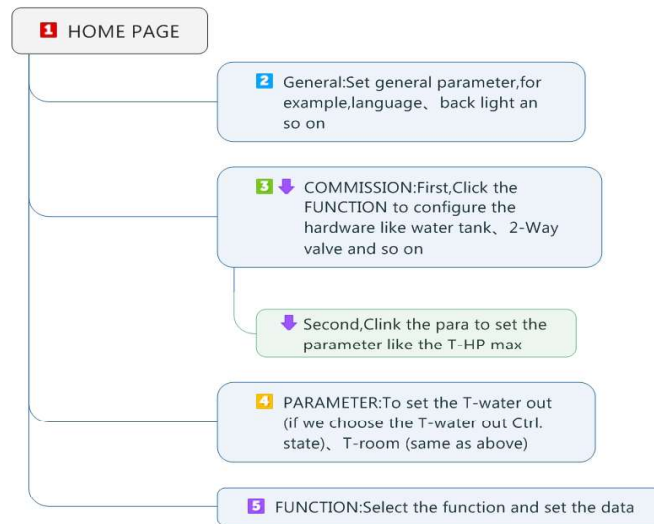 1 HOME PAGE
2 General:Set general parameter,for
example,language、 back light an
so on
3 COMMISSION:First,Click the
FUNCTION to configure the
hardware like water tank、2-Way
valve and so on
Second,Clink the para to set the
parameter like the T-HP max
4 PARAMETER:To set the T-water out
(if we choose the T-water out Ctrl.
state)、T-room (same as above)
5 FUNCTION:Select the function and set the data